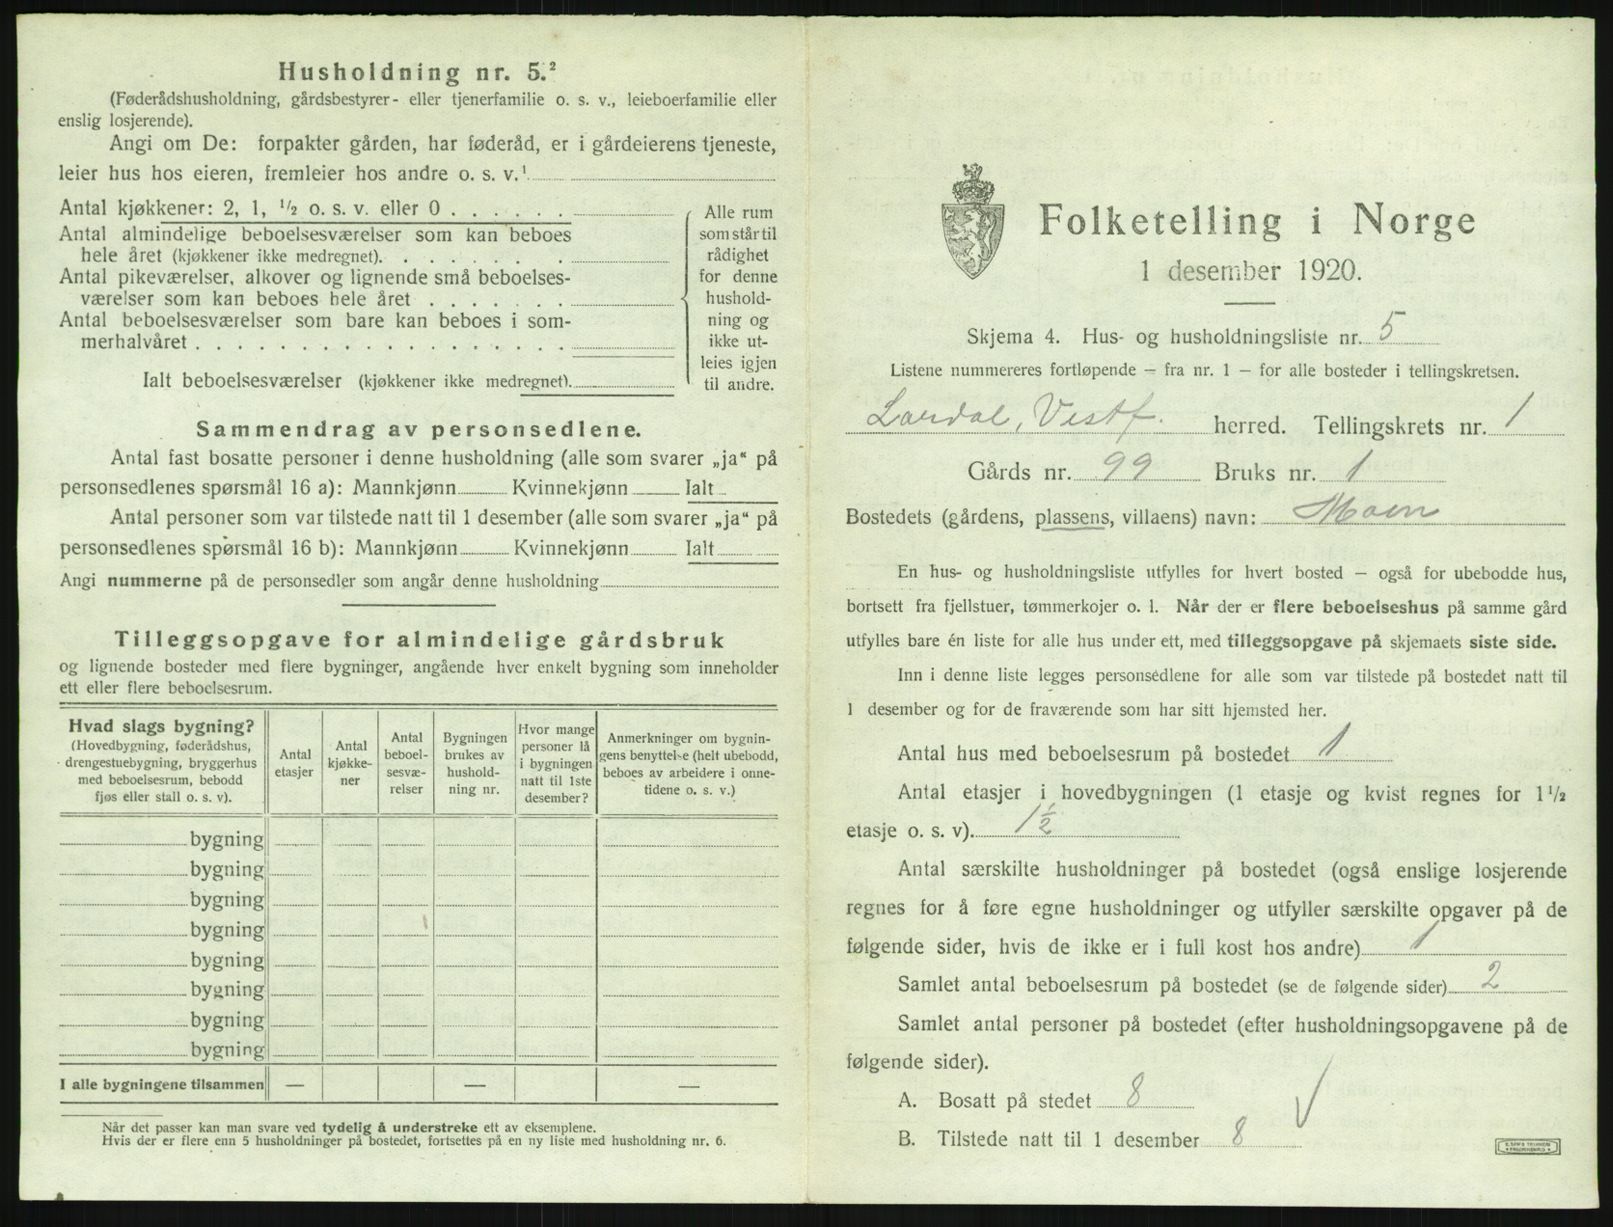 Husholdning nr. 5.²
(Føderådshusholdning, gårdsbestyrer- eller tjenerfamilie o. s. v., leieboerfamilie eller
enslig losjerende).
Angi om De: forpakter gården, har føderåd, er i gårdeierens tjeneste,
leier hus hos eieren, fremleier hos andre o. s. v.¹
Antal kjøkkener: 2, 1, ½ o. s. v. eller 0
Antal almindelige beboelsesværelser som kan beboes
hele året (kjøkkener ikke medregnet).
Antal pikeværelser, alkover og lignende små beboelses-
værelser som kan beboes hele året
Antal beboelsesværelser som bare kan beboes i som-
merhalvåret
Ialt beboelsesværelser (kjøkkener ikke medregnet).
Alle rum
som står til
rådighet
for denne
hushold-
ning og
ikke ut-
leies igjen
til andre.
Sammendrag av personsedlene.
Antal fast bosatte personer i denne husholdning (alle som svarer „ja“ på
personsedlenes spørsmål 16 a): Mannkjønn Kvinnekjønn Ialt
Antal personer som var tilstede natt til 1 desember (alle som svarer „ja“ på
personsedlenes spørsmål 16 b): Mannkjønn Kvinnekjønn Ialt
Angi nummerne på de personsedler som angår denne husholdning
Tilleggsopgave for almindelige gårdsbruk
og lignende bosteder med flere bygninger, angående hver enkelt bygning som inneholder
ett eller flere beboelsesrum.
Hvad slags bygning?
(Hovedbygning, føderådshus,
drengestuebygning, bryggerhus
med beboelsesrum, bebodd
fjøs eller stall o. s. v).
Antal
etasjer
Antal
kjøkke-
ner
Antal
beboel-
sesvæ-
relser
Bygningen
brukes av
hushold-
ning nr.
Hvor mange
personer lå
i bygningen
natt til 1ste
desember?
Anmerkninger om bygnin-
gens benyttelse (helt ubebodd,
beboes av arbeidere i onne-
tidene o. s. v.)
bygning
bygning
bygning
bygning
bygning
bygning
bygning
bygning
I alle bygningene tilsammen — — —
Når det passer kan man svare ved tydelig å understreke ett av eksemplene.
Hvis der er flere enn 5 husholdninger på bostedet, fortsettes på en ny liste med husholdning nr. 6.
Folketelling i Norge
1 desember 1920.
Skjema 4. Hus- og husholdningsliste nr. 5
Listene nummereres fortløpende — fra nr. 1 — for alle bosteder i tellingskretsen.
Lardal, Vestf. herred. Tellingskrets nr. 1
Gårds nr. 99 Bruks nr. 1
Bostedets (gårdens, plassens, villaens) navn: Moen
En hus- og husholdningsliste utfylles for hvert bosted — også for ubebodde hus,
bortsett fra fjellstuer, tømmerkojer o. l. Når der er flere beboelseshus på samme gård
utfylles bare én liste for alle hus under ett, med tilleggsopgave på skjemaets siste side.
Inn i denne liste legges personsedlene for alle som var tilstede på bostedet natt til
1 desember og for de fraværende som har sitt hjemsted her.
Antal hus med beboelsesrum på bostedet 1
Antal etasjer i hovedbygningen (1 etasje og kvist regnes for 1½
etasje o. s. v). 1½
Antal særskilte husholdninger på bostedet (også enslige losjerende
regnes for å føre egne husholdninger og utfyller særskilte opgaver på de
følgende sider, hvis de ikke er i full kost hos andre) 1
Samlet antal beboelsesrum på bostedet (se de følgende sider) 2
Samlet antal personer på bostedet (efter husholdningsopgavene på de
følgende sider).
A. Bosatt på stedet 8
B. Tilstede natt til 1 desember 8